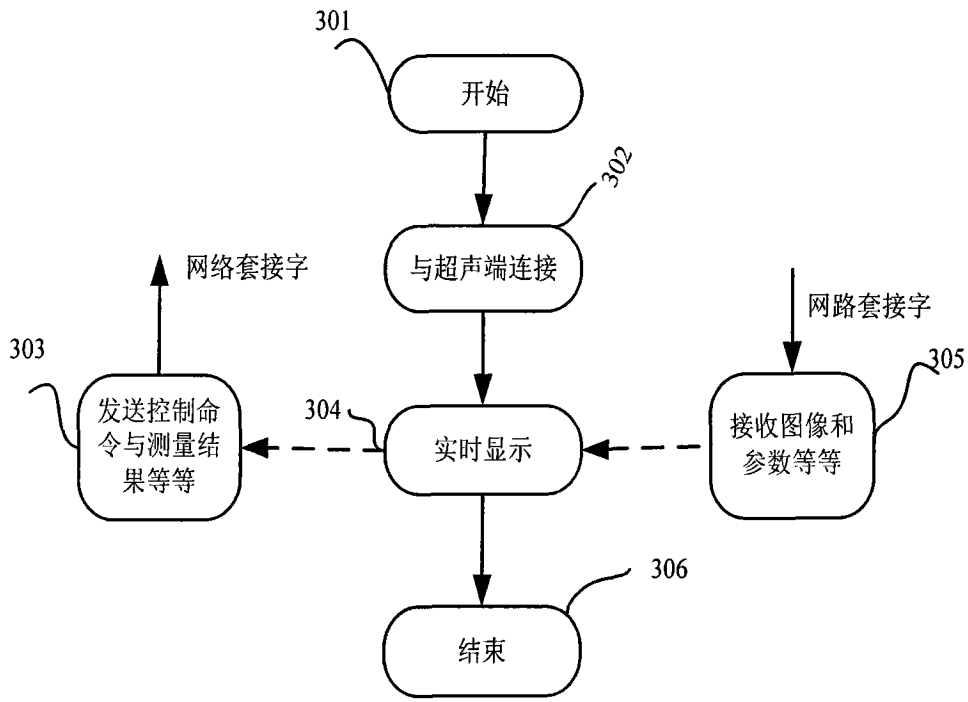 301
开始
302
与超声端连接
网络套接字
网路套接字
303
发送控制命
令与测量结
果等等
304
实时显示
305
接收图像和
参数等等
306
结束